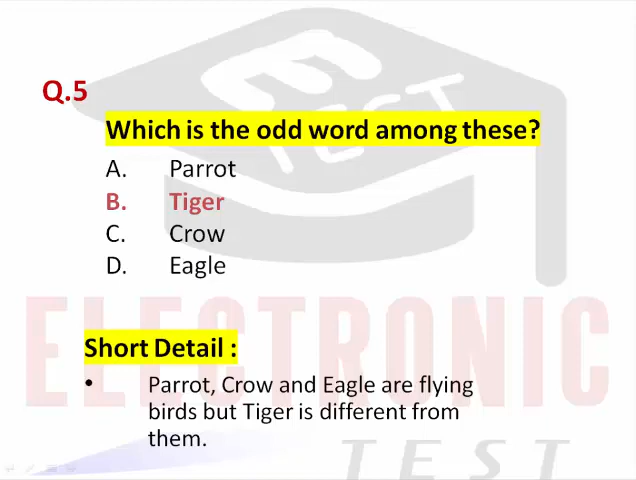 Q.5
Which is the odd word among these?
A. Parrot
B. Tiger
C. Crow
D. Eagle
Short Detail :
• Parrot, Crow and Eagle are flying
birds but Tiger is different from
them.
E TEST
ELECTRONIC
TEST